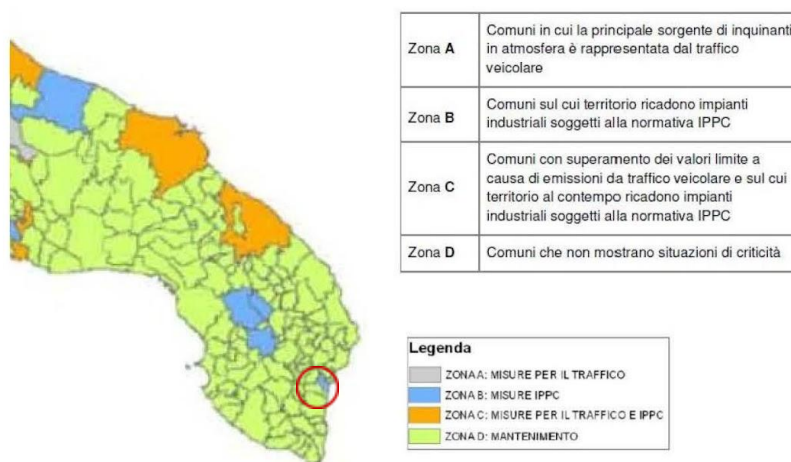 Zona A
Comuni in cui la principale sorgente di inquinanti
in atmosfera è rappresentata dal traffico
veicolare
Zona B
Comuni sul cui territorio ricadono impianti
industriali soggetti alla normativa IPPC
Zona C
Comuni con superamento dei valori limite a
causa di emissioni da traffico veicolare e sul cui
territorio al contempo ricadono impianti
industriali soggetti alla normativa IPPC
Zona D
Comuni che non mostrano situazioni di criticità
Legenda
ZONA A: MISURE PER IL TRAFFICO
ZONA B: MISURE IPPC
ZONA C: MISURE PER IL TRAFFICO E IPPC
ZONA D: MANTENIMENTO